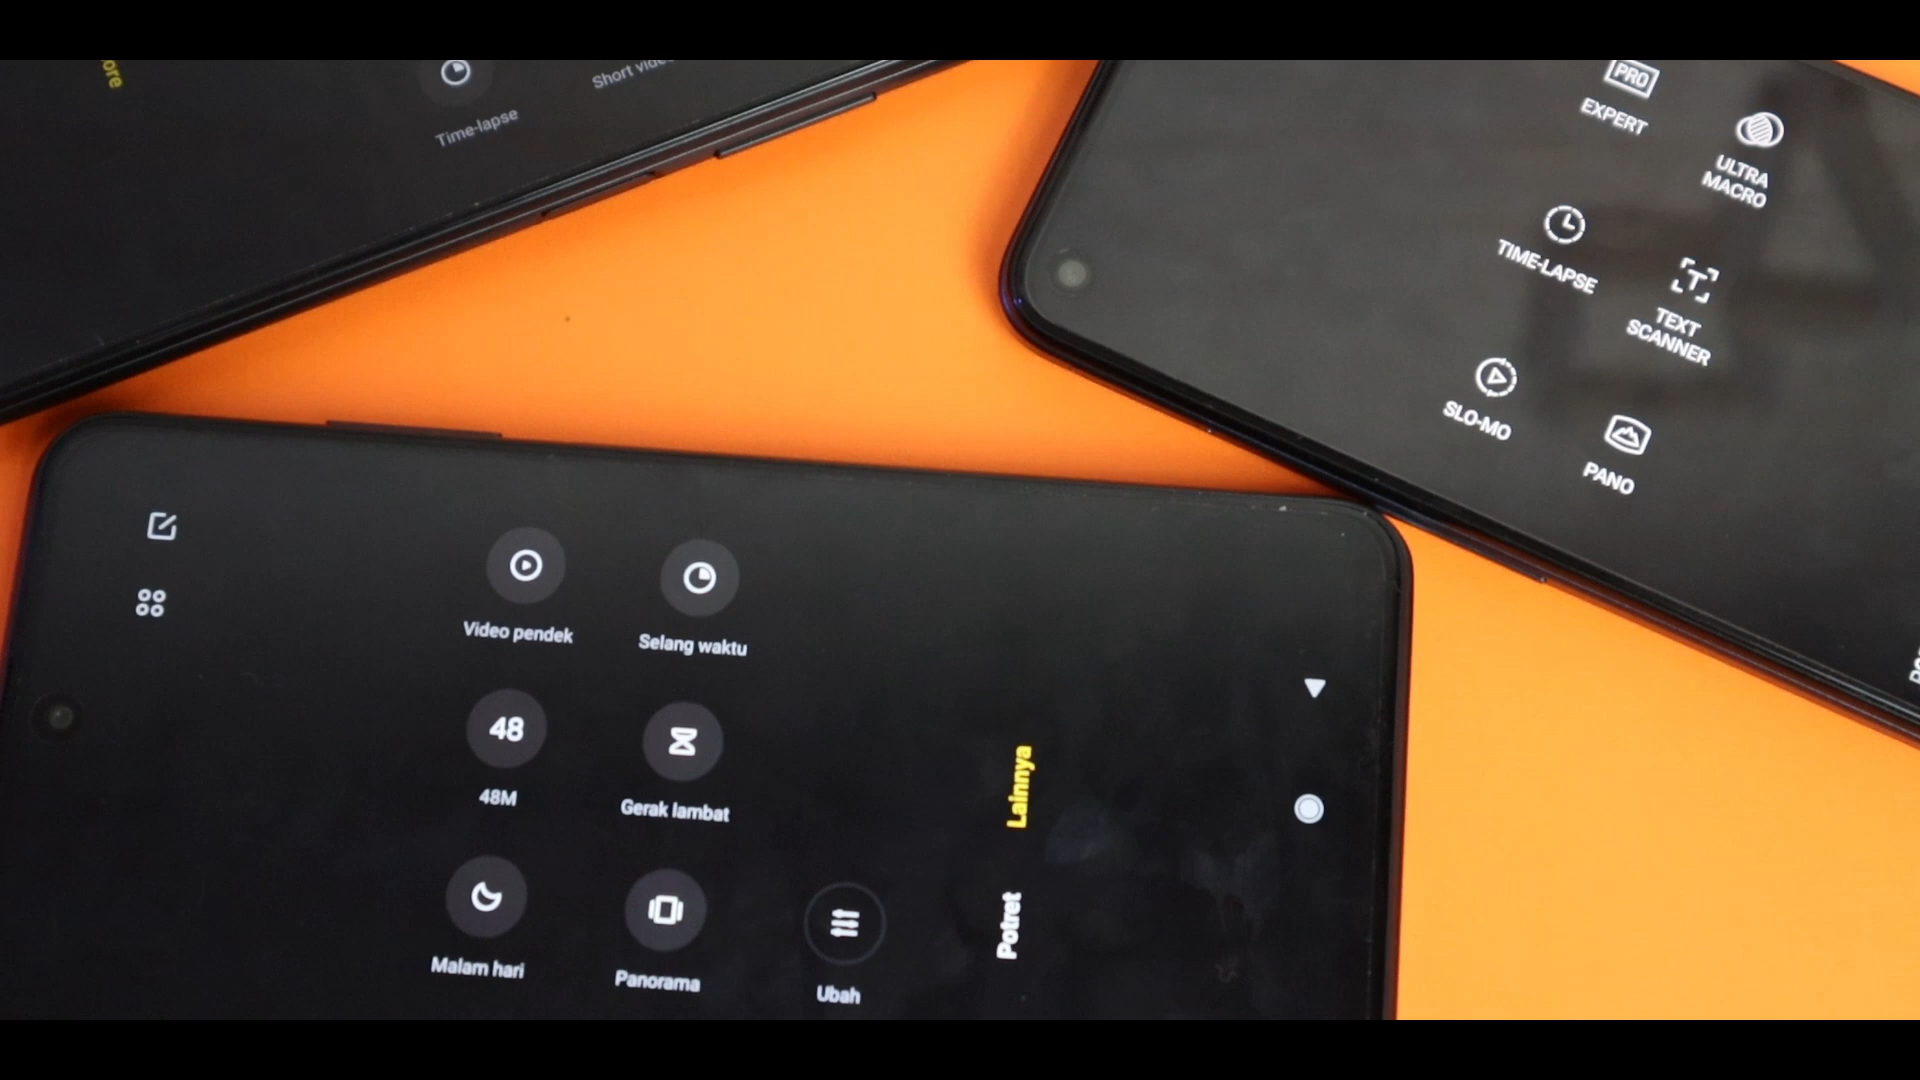 Time-lapse
PRO
EXPERT
ULTRA
MACRO
TIME-LAPSE
TEXT
SCANNER
SLO-MO
PANO
Video pendek
Selang waktu
48
48M
Gerak lambat
Malam hari
Panorama
Ubah
Lainnya
Potret
Short